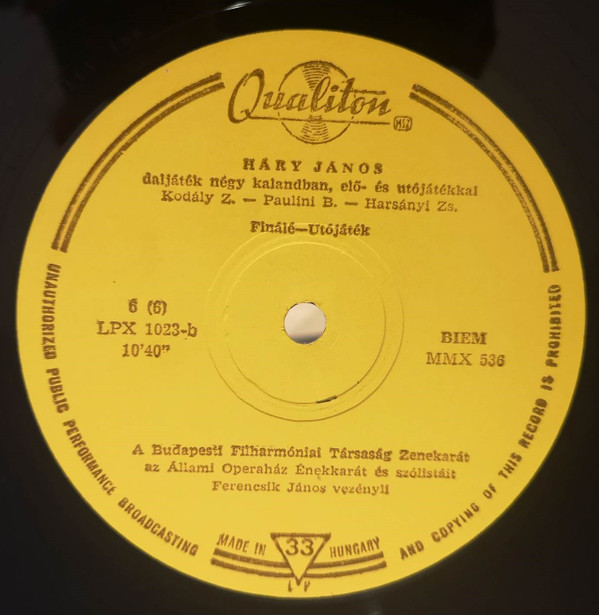 Qualiton
MSZ
HÁRY JÁNOS
daljáték négy kalandban, elő- és utójátékkal
Kodály Z. — Paulini B. — Harsányi Zs.
Finálé—Utójáték
6 (6)
LPX 1023-b
10'40"
BIEM
MMX 536
A Budapesti Filharmóniai Társaság Zenekarát
az Állami Operaház Énekkarát és szólistáit
Ferencsik János vezényli
UNAUTHORIZED PUBLIC PERFORMANCE BROADCASTING
MADE IN 33 HUNGARY
LP
AND COPYING OF THIS RECORD IS PROHIBITED